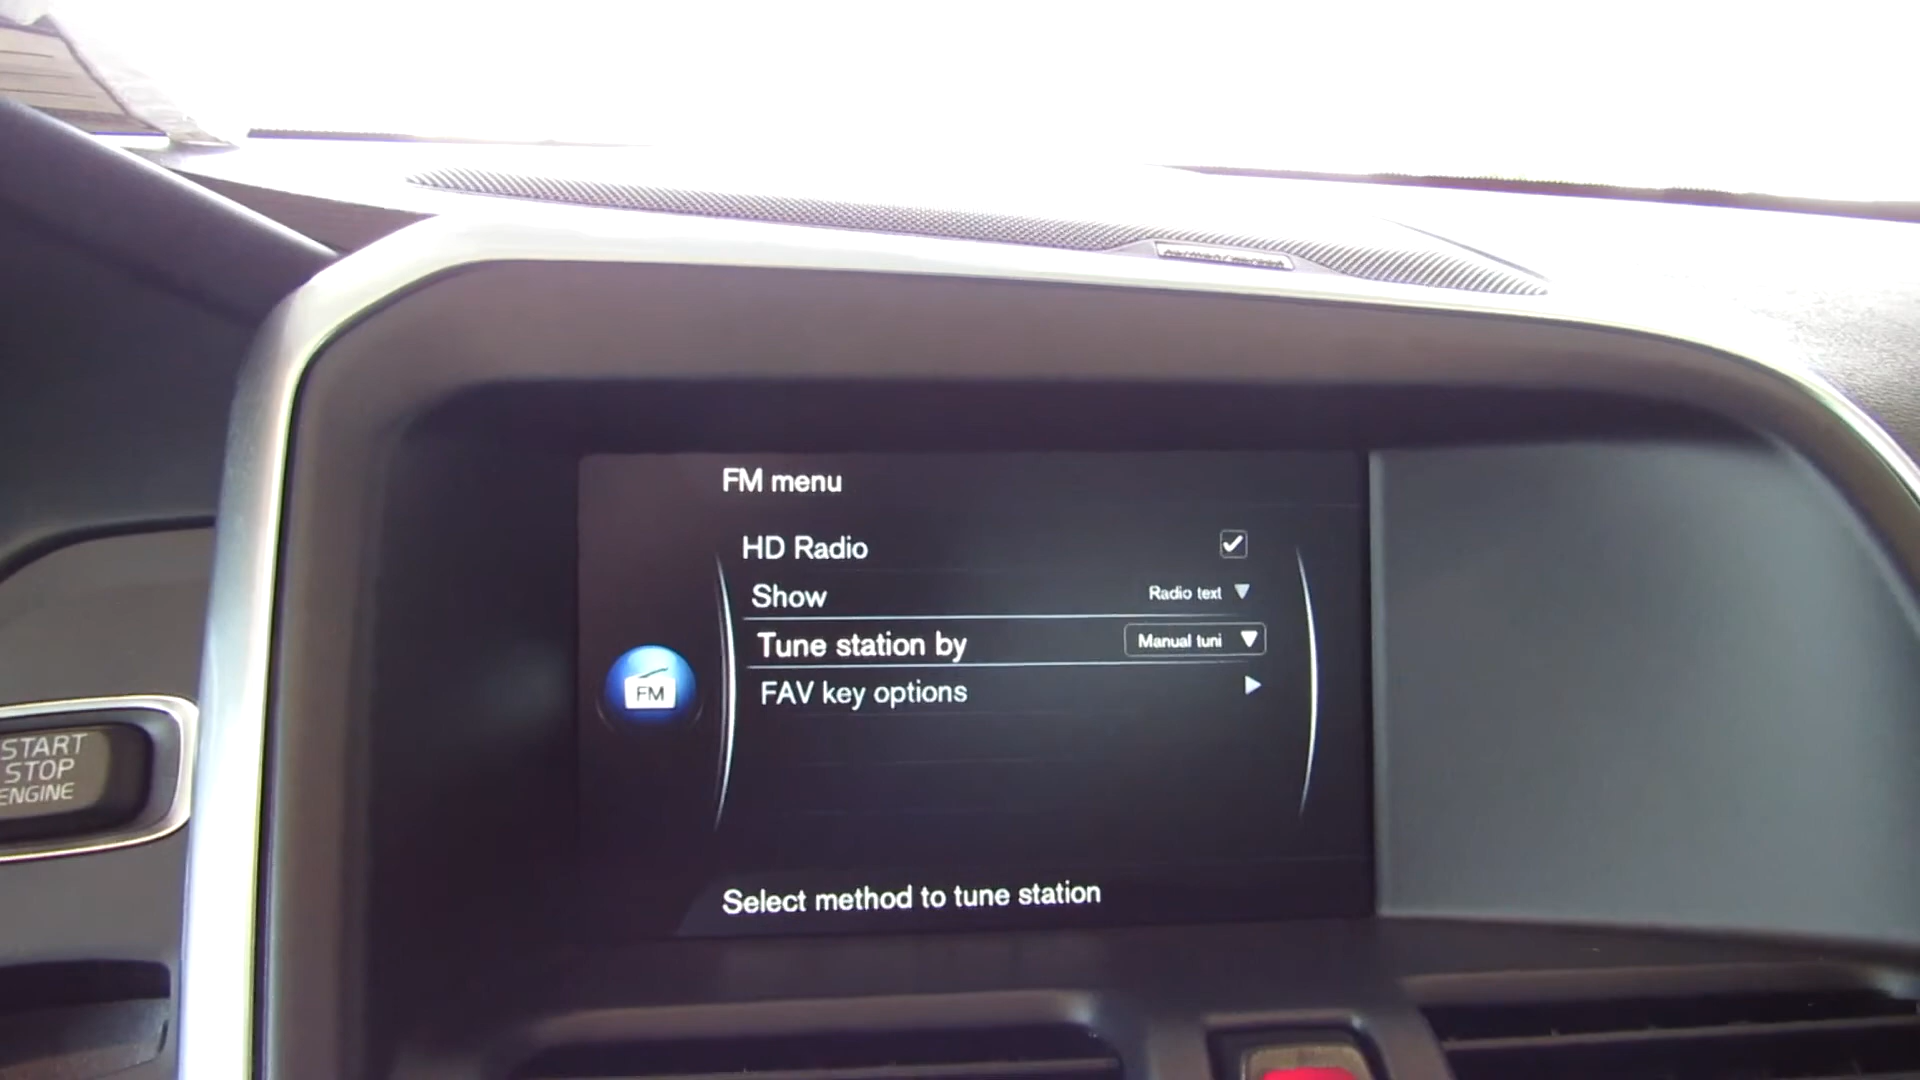 FM menu
HD Radio
Show
Radio text
Tune station by
Manual tuni
FAV key options
FM
Select method to tune station
START
STOP
ENGINE